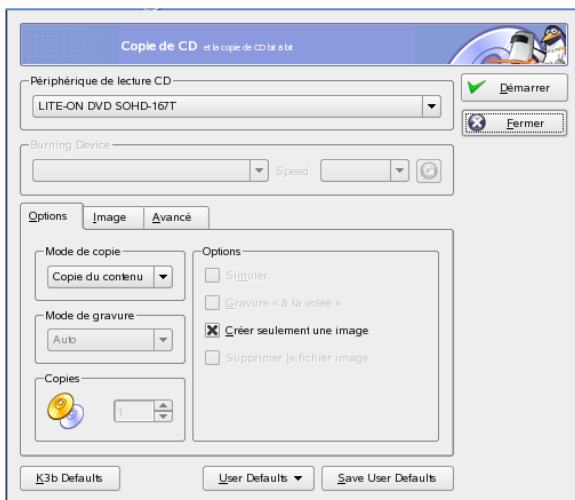 Copie de CD et la copie de CD bit à bit
Périphérique de lecture CD
LITE-ON DVD SOHD-167T
Démarrer
Fermer
Burning Device
Speed:
Options Image Avancé
Mode de copie
Copie du contenu
Mode de gravure
Auto
Copies
1
Options
Simuler
Gravure « à la volée »
Créer seulement une image
Supprimer le fichier image
K3b Defaults
User Defaults
Save User Defaults